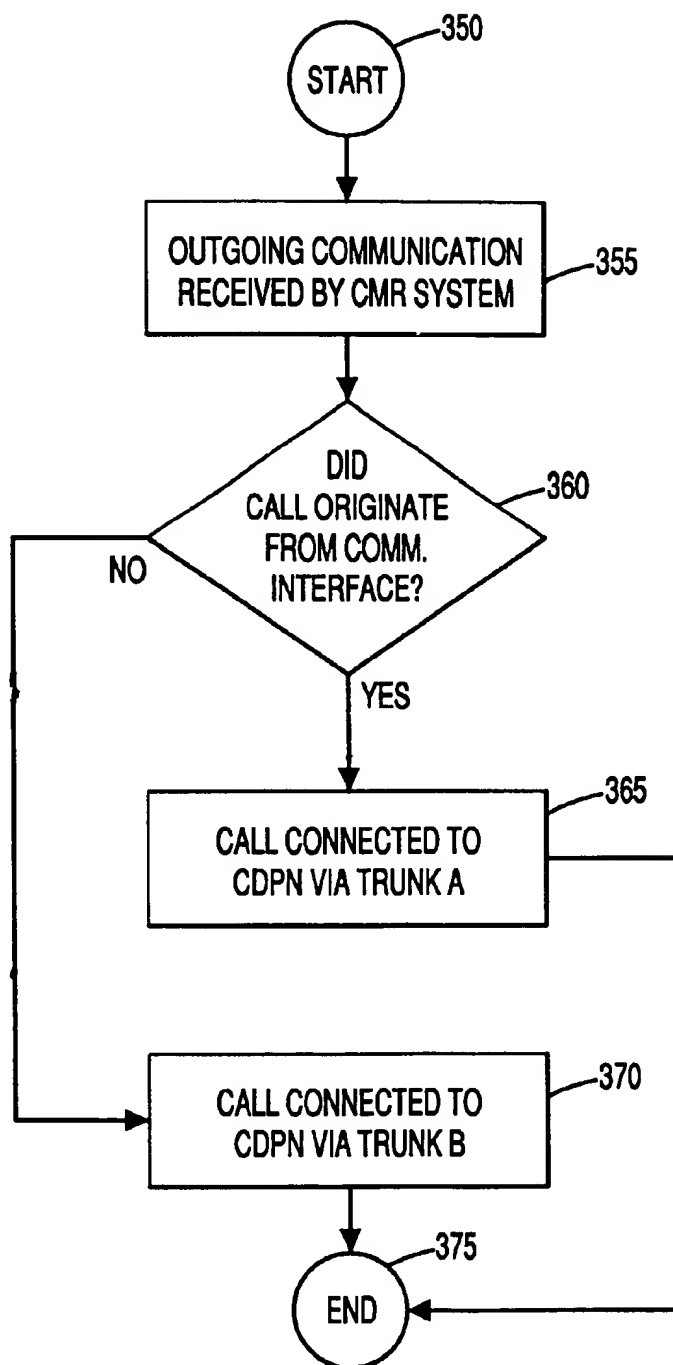 350
START
OUTGOING COMMUNICATION
RECEIVED BY CMR SYSTEM
355
DID
CALL ORIGINATE
FROM COMM.
INTERFACE?
360
NO
YES
365
CALL CONNECTED TO
CDPN VIA TRUNK A
370
CALL CONNECTED TO
CDPN VIA TRUNK B
375
END